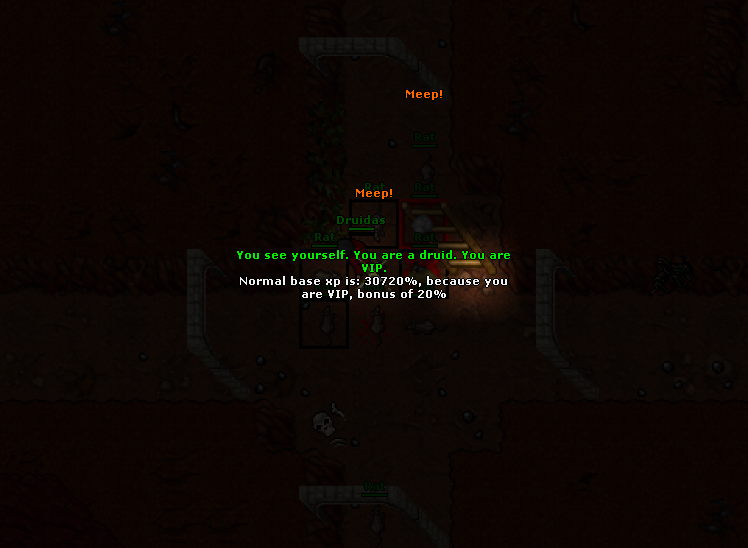 Meep!
Rat
Rat
Rat
Meep!
Druidas
Rat
Rat
You see yourself. You are a druid. You are
VIP.
Normal base xp is: 30720%, because you
are VIP, bonus of 20%
Rat